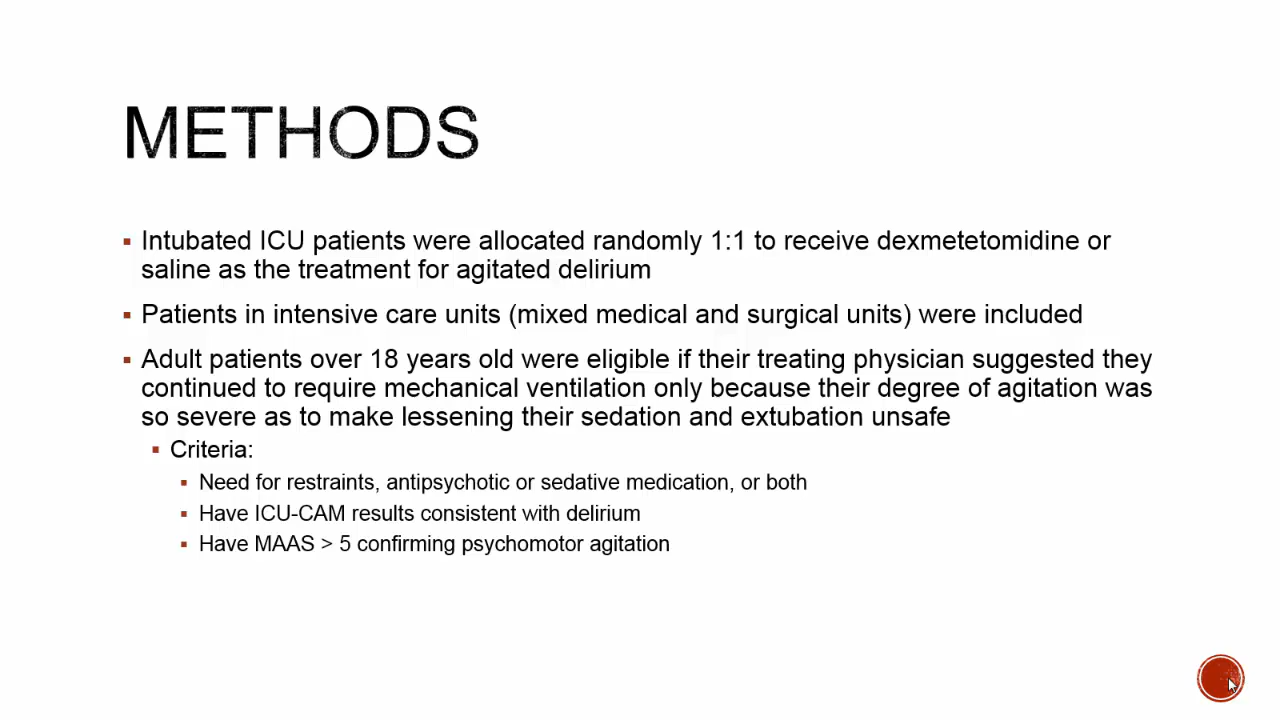 METHODS
Intubated ICU patients were allocated randomly 1:1 to receive dexmetetomidine or
saline as the treatment for agitated delirium
Patients in intensive care units (mixed medical and surgical units) were included
Adult patients over 18 years old were eligible if their treating physician suggested they
continued to require mechanical ventilation only because their degree of agitation was
so severe as to make lessening their sedation and extubation unsafe
Criteria:
Need for restraints, antipsychotic or sedative medication, or both
Have ICU-CAM results consistent with delirium
Have MAAS > 5 confirming psychomotor agitation